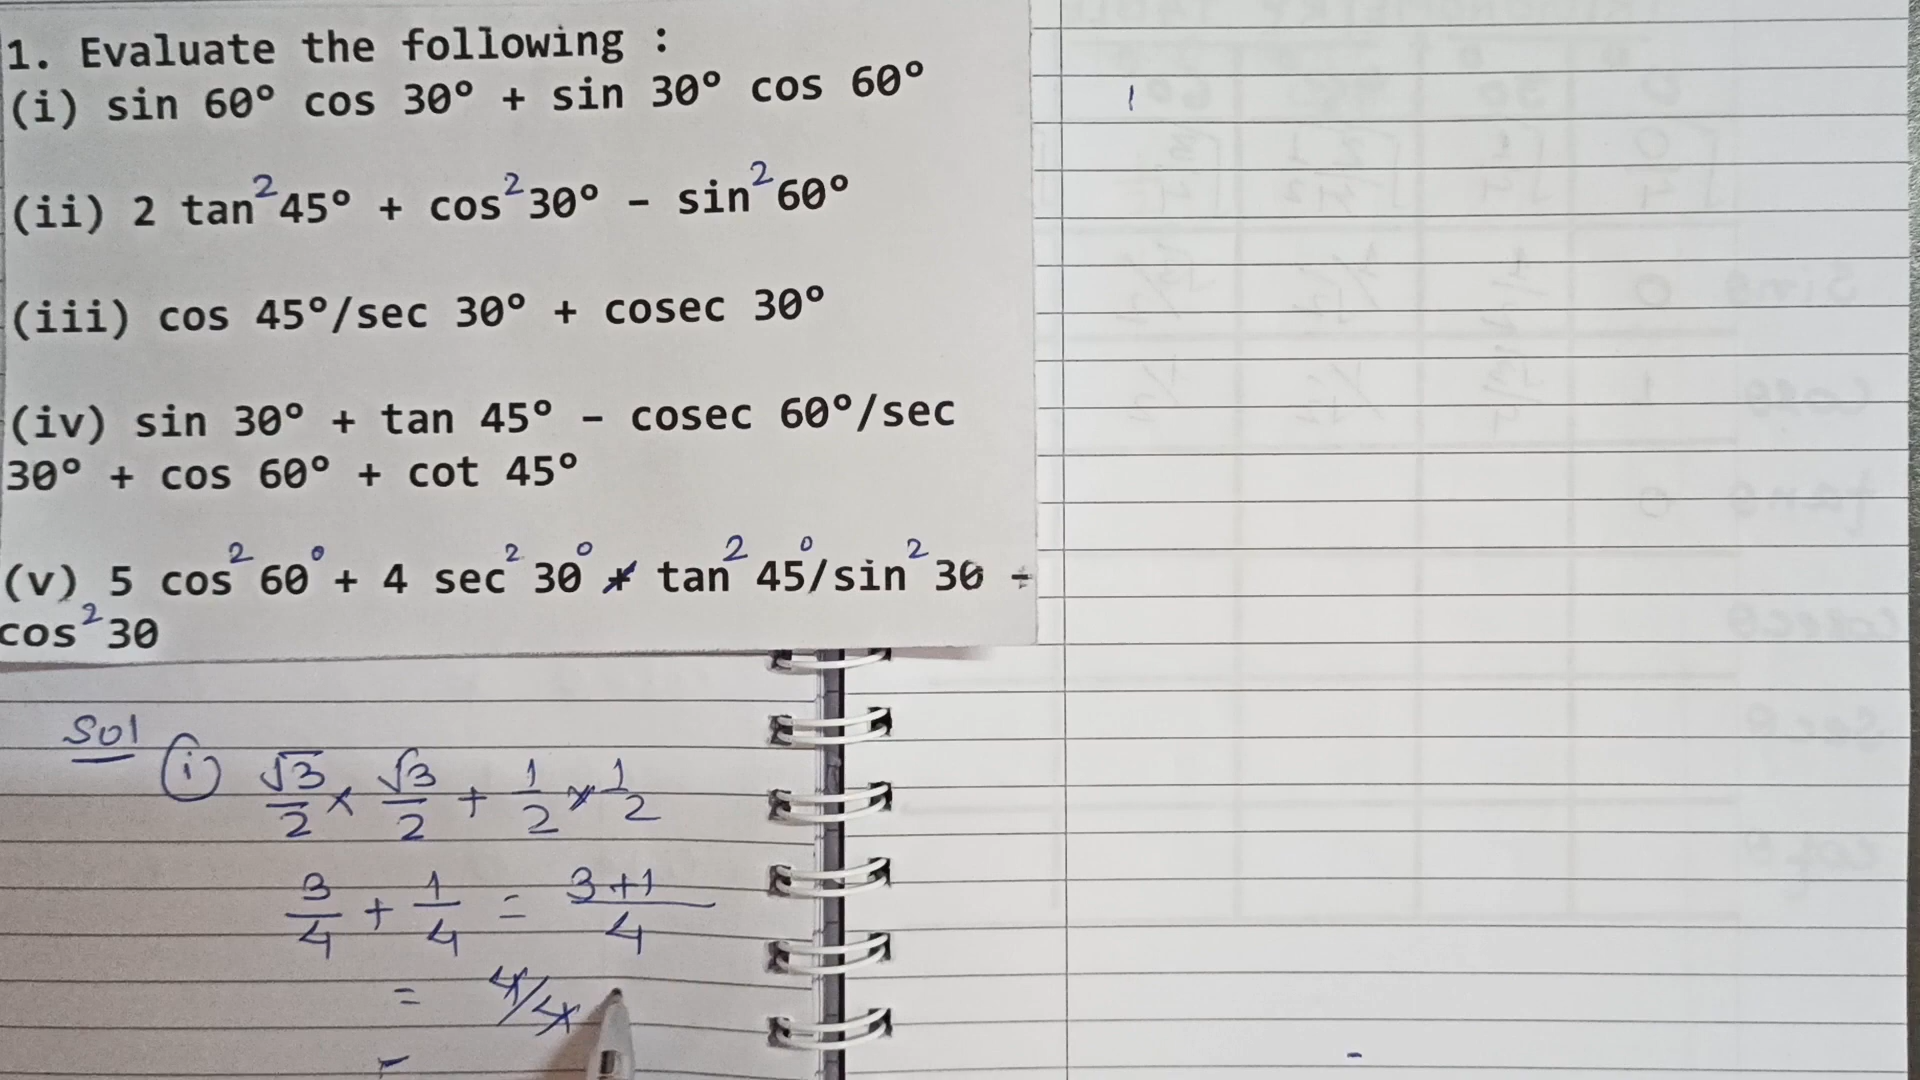 1. Evaluate the following :
(i) sin 60° cos 30° + sin 30° cos 60°
(ii) 2 tan²45° + cos²30° – sin²60°
(iii) cos 45°/sec 30° + cosec 30°
(iv) sin 30° + tan 45° – cosec 60°/sec
30° + cos 60° + cot 45°
(v) 5 cos²60° + 4 sec²30° - tan²45°/sin²30 +
cos²30
Sol (i) √3/2 × √3/2 + 1/2 × 1/2
3/4 + 1/4 = 3+1/4
= 4/4